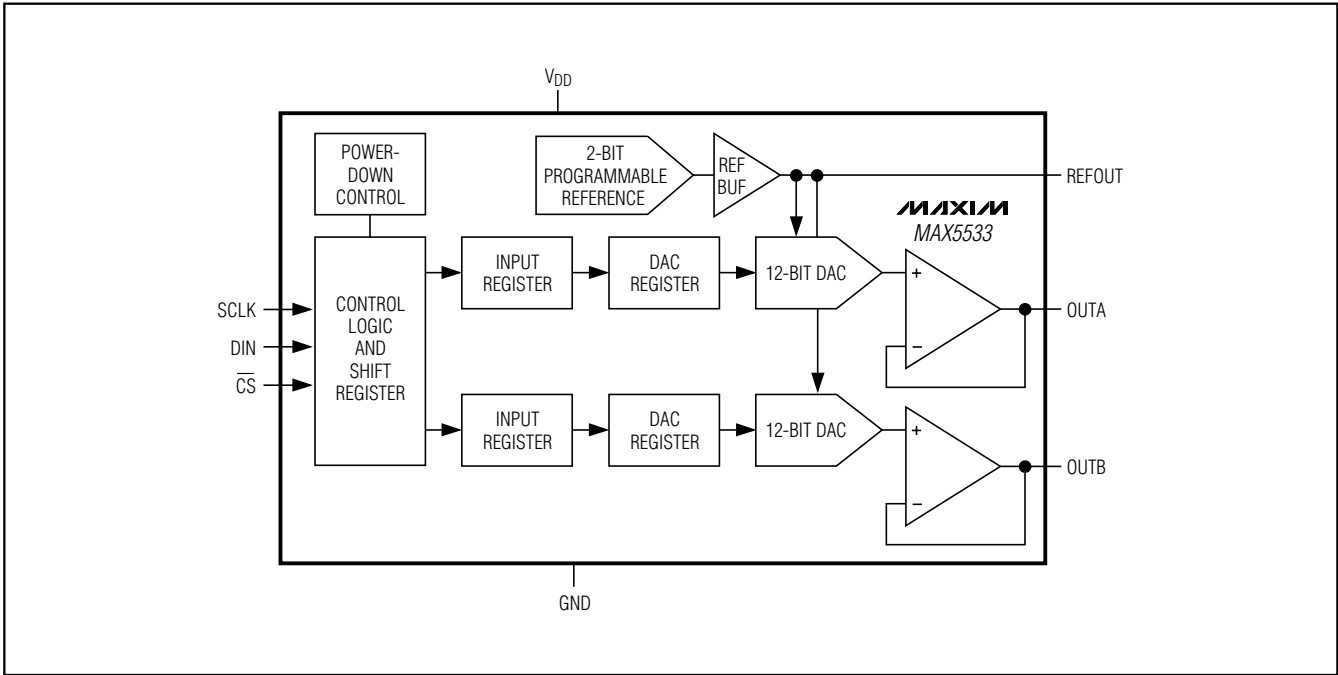 VDD
POWER-
DOWN
CONTROL
2-BIT
PROGRAMMABLE
REFERENCE
REF
BUF
REFOUT
MAXIM
MAX5533
CONTROL
LOGIC
AND
SHIFT
REGISTER
INPUT
REGISTER
DAC
REGISTER
12-BIT DAC
+
−
OUTA
SCLK
DIN
CS
INPUT
REGISTER
DAC
REGISTER
12-BIT DAC
+
−
OUTB
GND